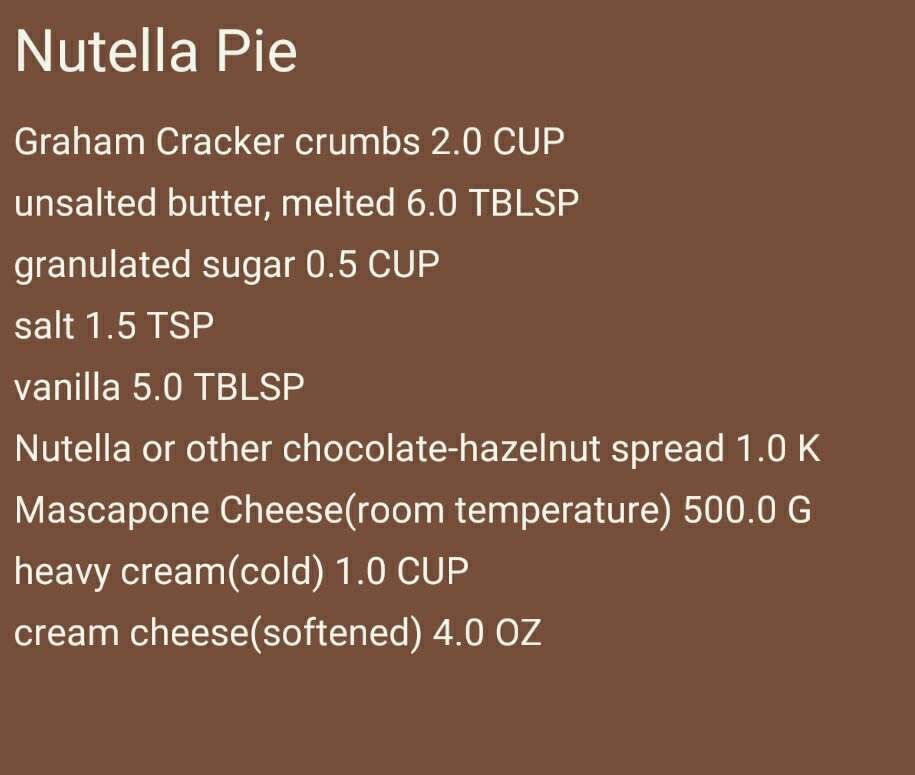 Nutella Pie
Graham Cracker crumbs 2.0 CUP
unsalted butter, melted 6.0 TBLSP
granulated sugar 0.5 CUP
salt 1.5 TSP
vanilla 5.0 TBLSP
Nutella or other chocolate-hazelnut spread 1.0 K
Mascapone Cheese(room temperature) 500.0 G
heavy cream(cold) 1.0 CUP
cream cheese(softened) 4.0 OZ